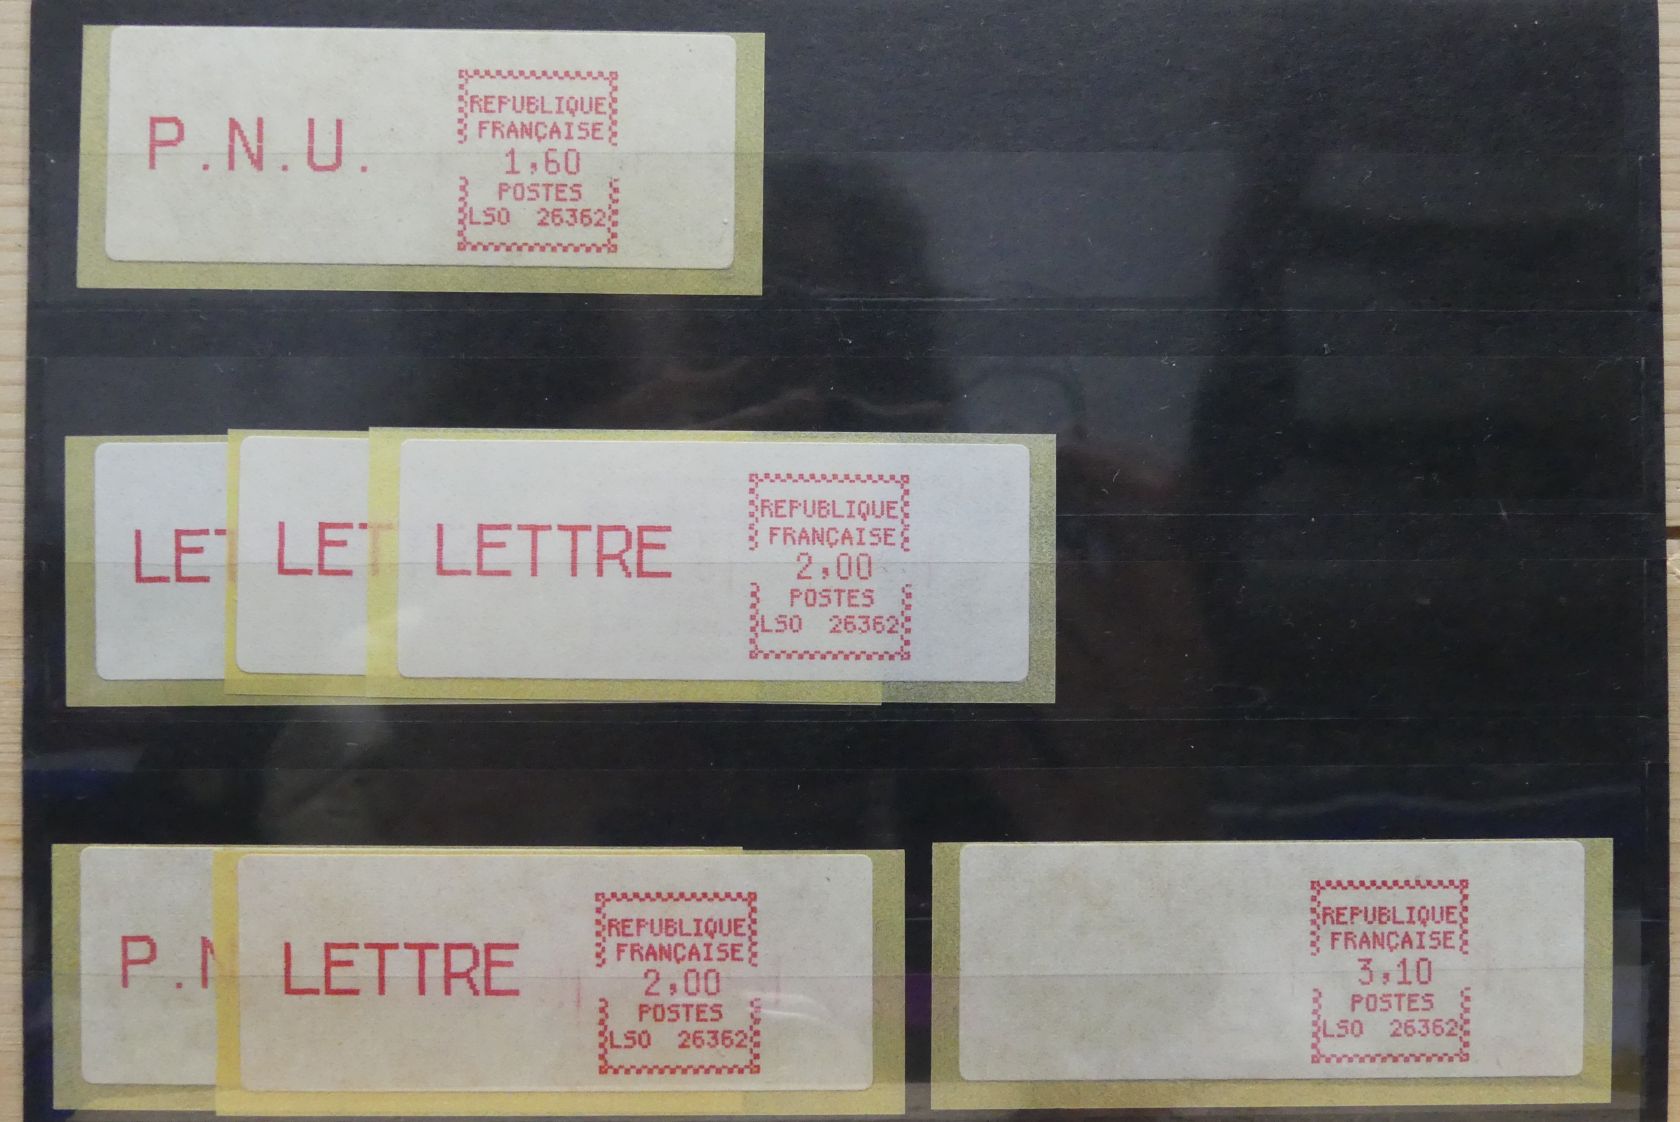 P.N.U.
REPUBLIQUE
FRANÇAISE
1,60
POSTES
LSO 26362
LET
LET
LETTRE
REPUBLIQUE
FRANÇAISE
2,00
POSTES
LSO 26362
P.N
LETTRE
REPUBLIQUE
FRANÇAISE
2,00
POSTES
LSO 26362
REPUBLIQUE
FRANÇAISE
3,10
POSTES
LSO 26362